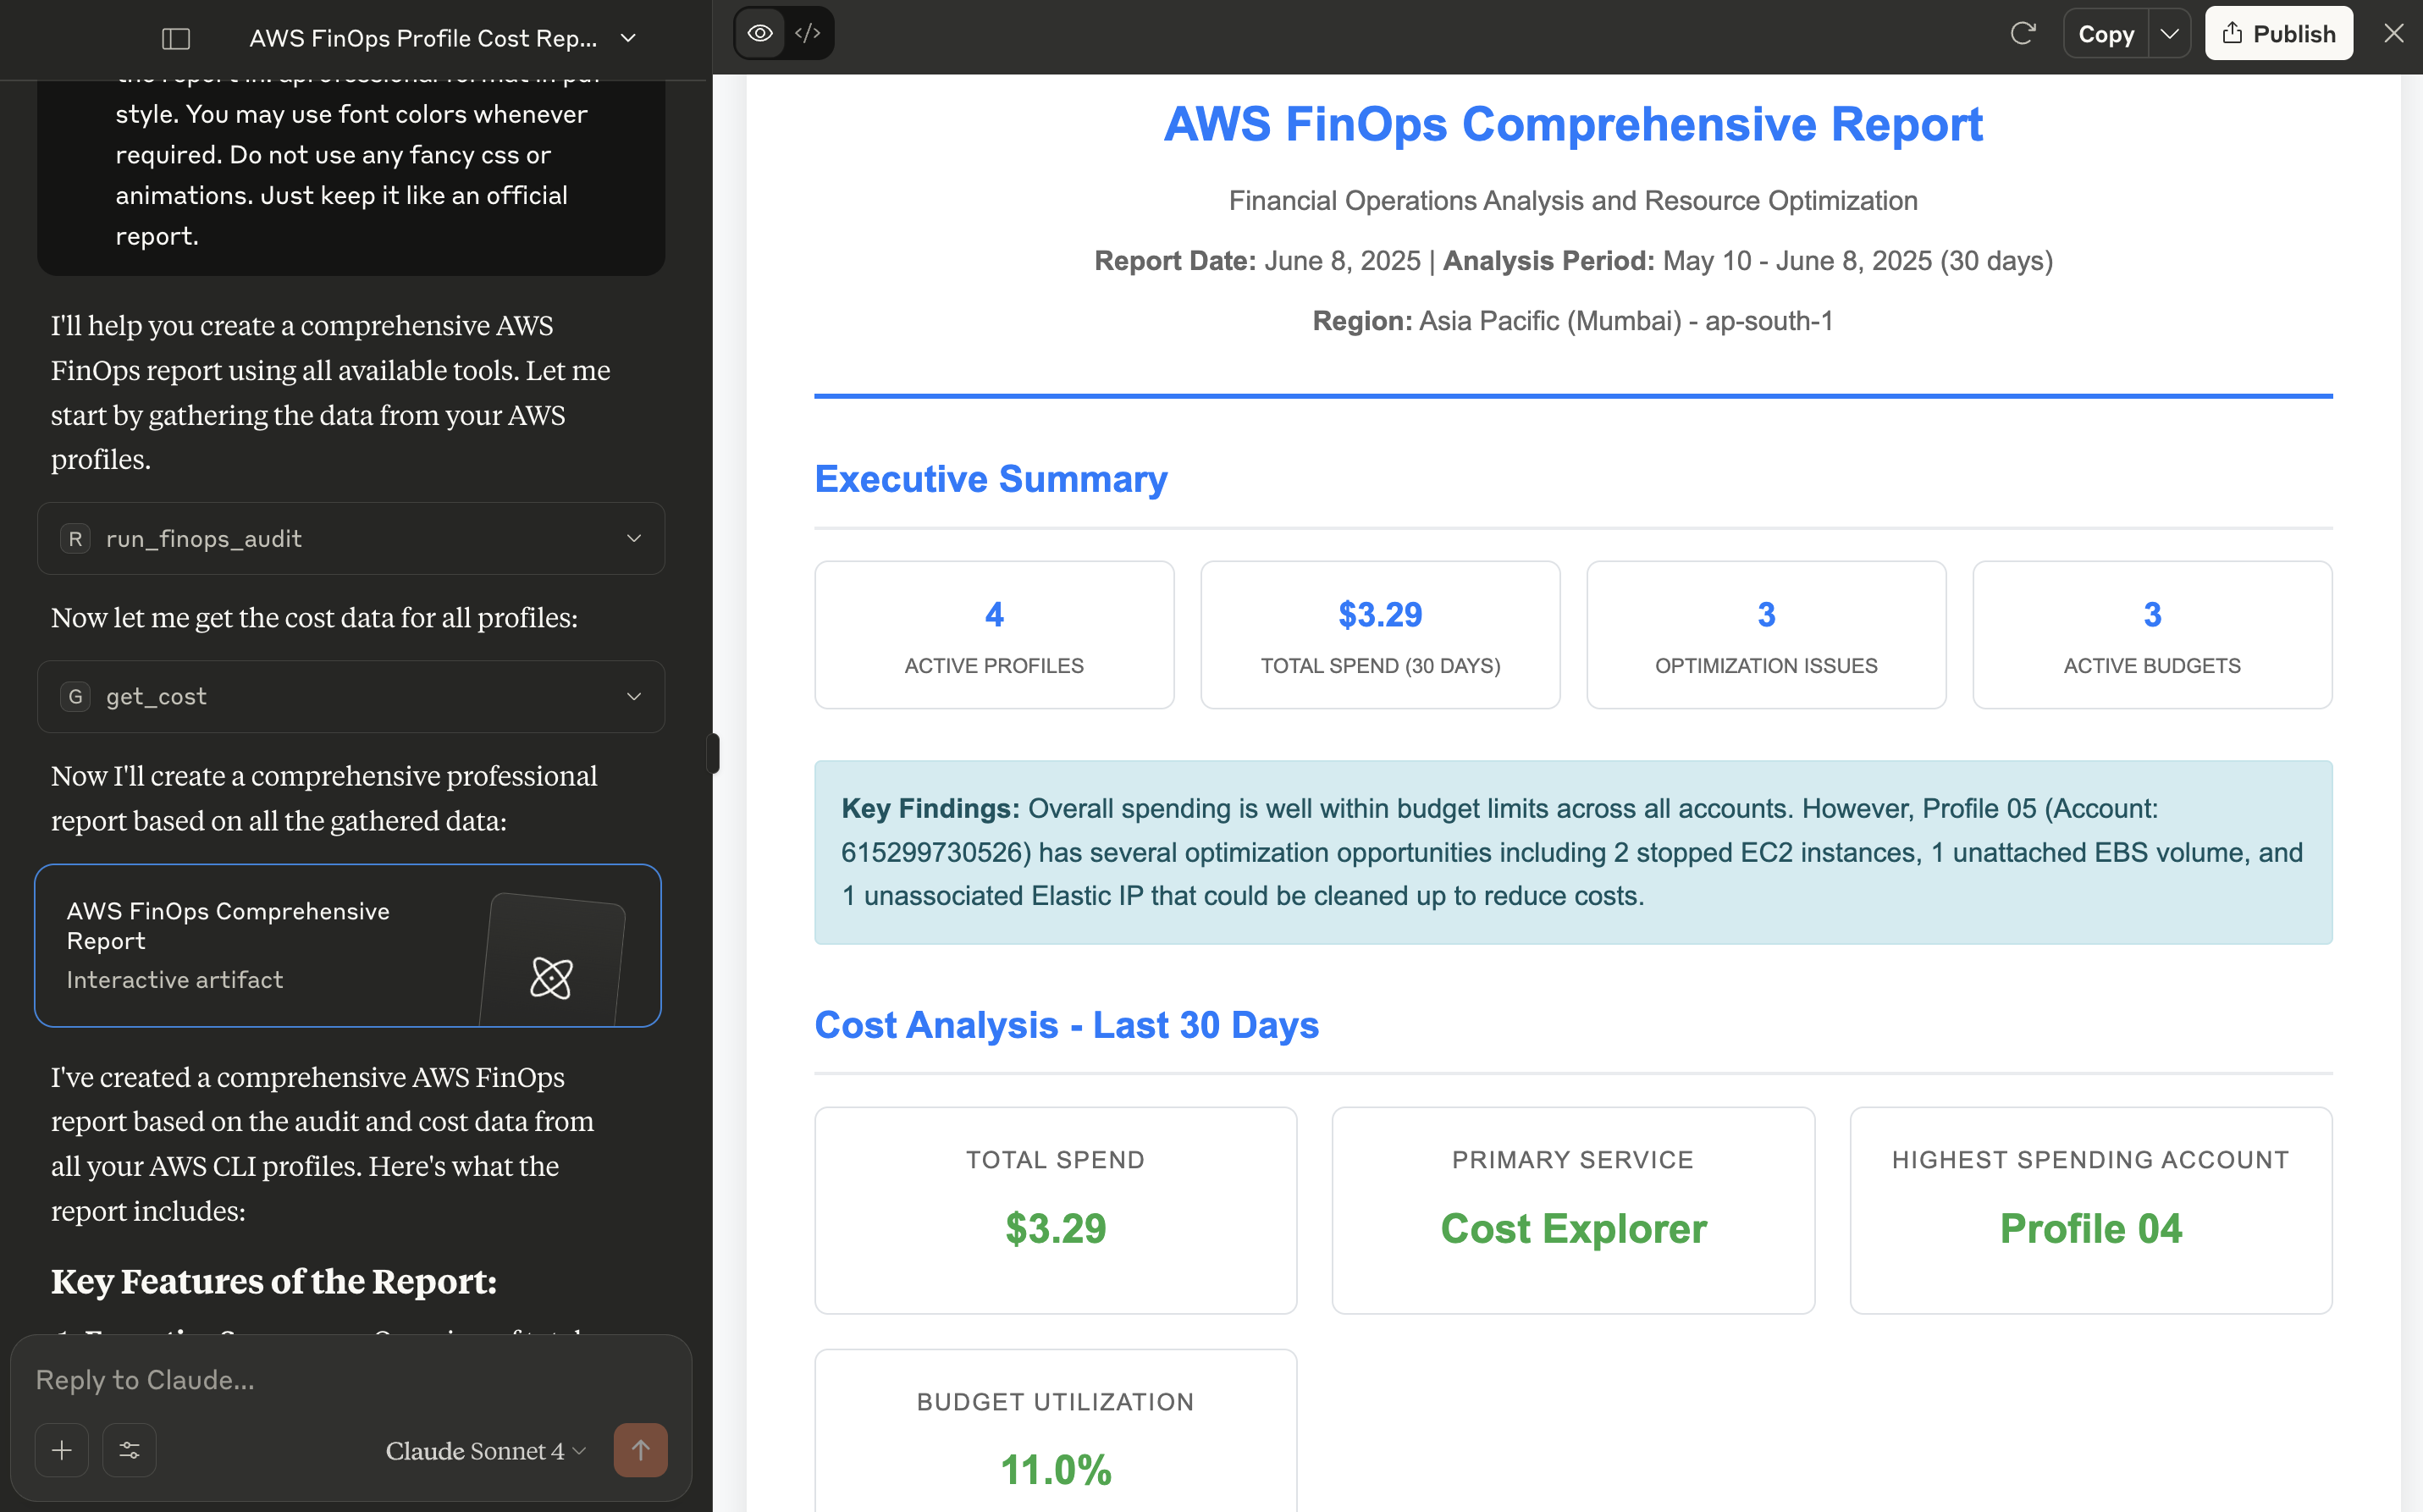 AWS FinOps Profile Cost Rep...
style. You may use font colors whenever
required. Do not use any fancy css or
animations. Just keep it like an official
report.
I'll help you create a comprehensive AWS
FinOps report using all available tools. Let me
start by gathering the data from your AWS
profiles.
R run_finops_audit
Now let me get the cost data for all profiles:
G get_cost
Now I'll create a comprehensive professional
report based on all the gathered data:
AWS FinOps Comprehensive
Report
Interactive artifact
I've created a comprehensive AWS FinOps
report based on the audit and cost data from
all your AWS CLI profiles. Here's what the
report includes:
Key Features of the Report:
Reply to Claude...
Claude Sonnet 4
</> Copy Publish
AWS FinOps Comprehensive Report
Financial Operations Analysis and Resource Optimization
Report Date: June 8, 2025 | Analysis Period: May 10 - June 8, 2025 (30 days)
Region: Asia Pacific (Mumbai) - ap-south-1
Executive Summary
4
ACTIVE PROFILES
$3.29
TOTAL SPEND (30 DAYS)
3
OPTIMIZATION ISSUES
3
ACTIVE BUDGETS
Key Findings: Overall spending is well within budget limits across all accounts. However, Profile 05 (Account:
615299730526) has several optimization opportunities including 2 stopped EC2 instances, 1 unattached EBS volume, and
1 unassociated Elastic IP that could be cleaned up to reduce costs.
Cost Analysis - Last 30 Days
TOTAL SPEND
$3.29
PRIMARY SERVICE
Cost Explorer
HIGHEST SPENDING ACCOUNT
Profile 04
BUDGET UTILIZATION
11.0%